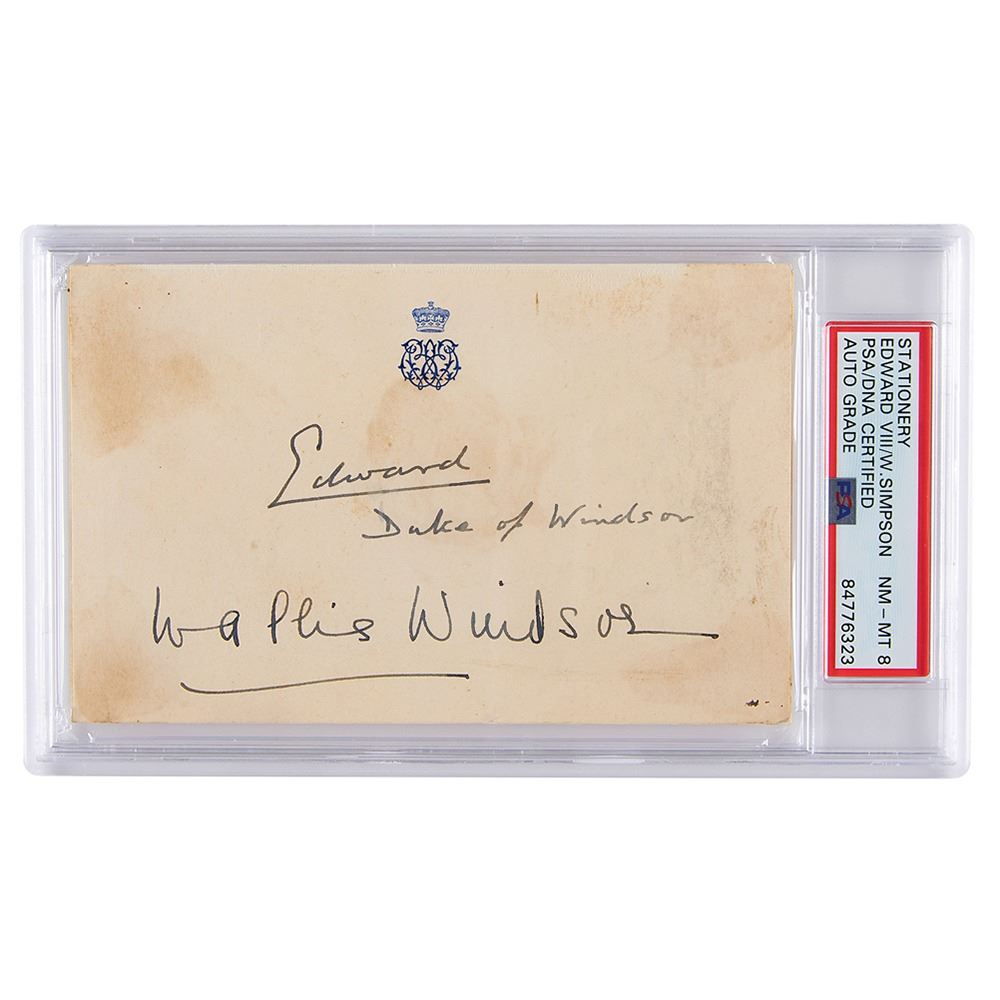 Edward
Duke of Windsor
Wallis Windsor
STATIONERY
EDWARD VIII/W. SIMPSON NM - MT 8
PSA/DNA CERTIFIED
AUTO GRADE 84776323
PSA